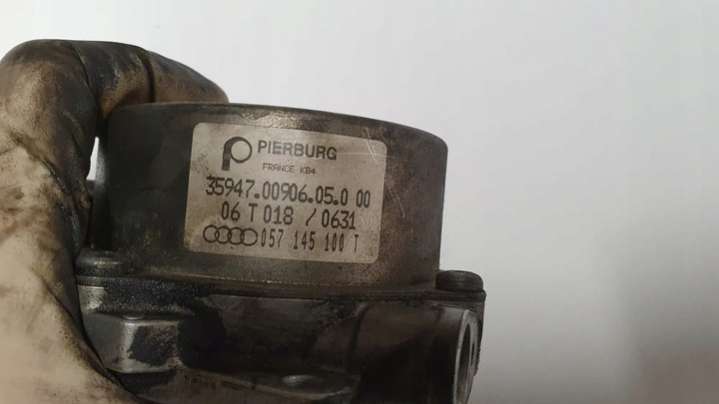 PIERBURG
FRANCE KB4
35947.00906.05.0 00
06 T 018 / 0631
057 145 100 T